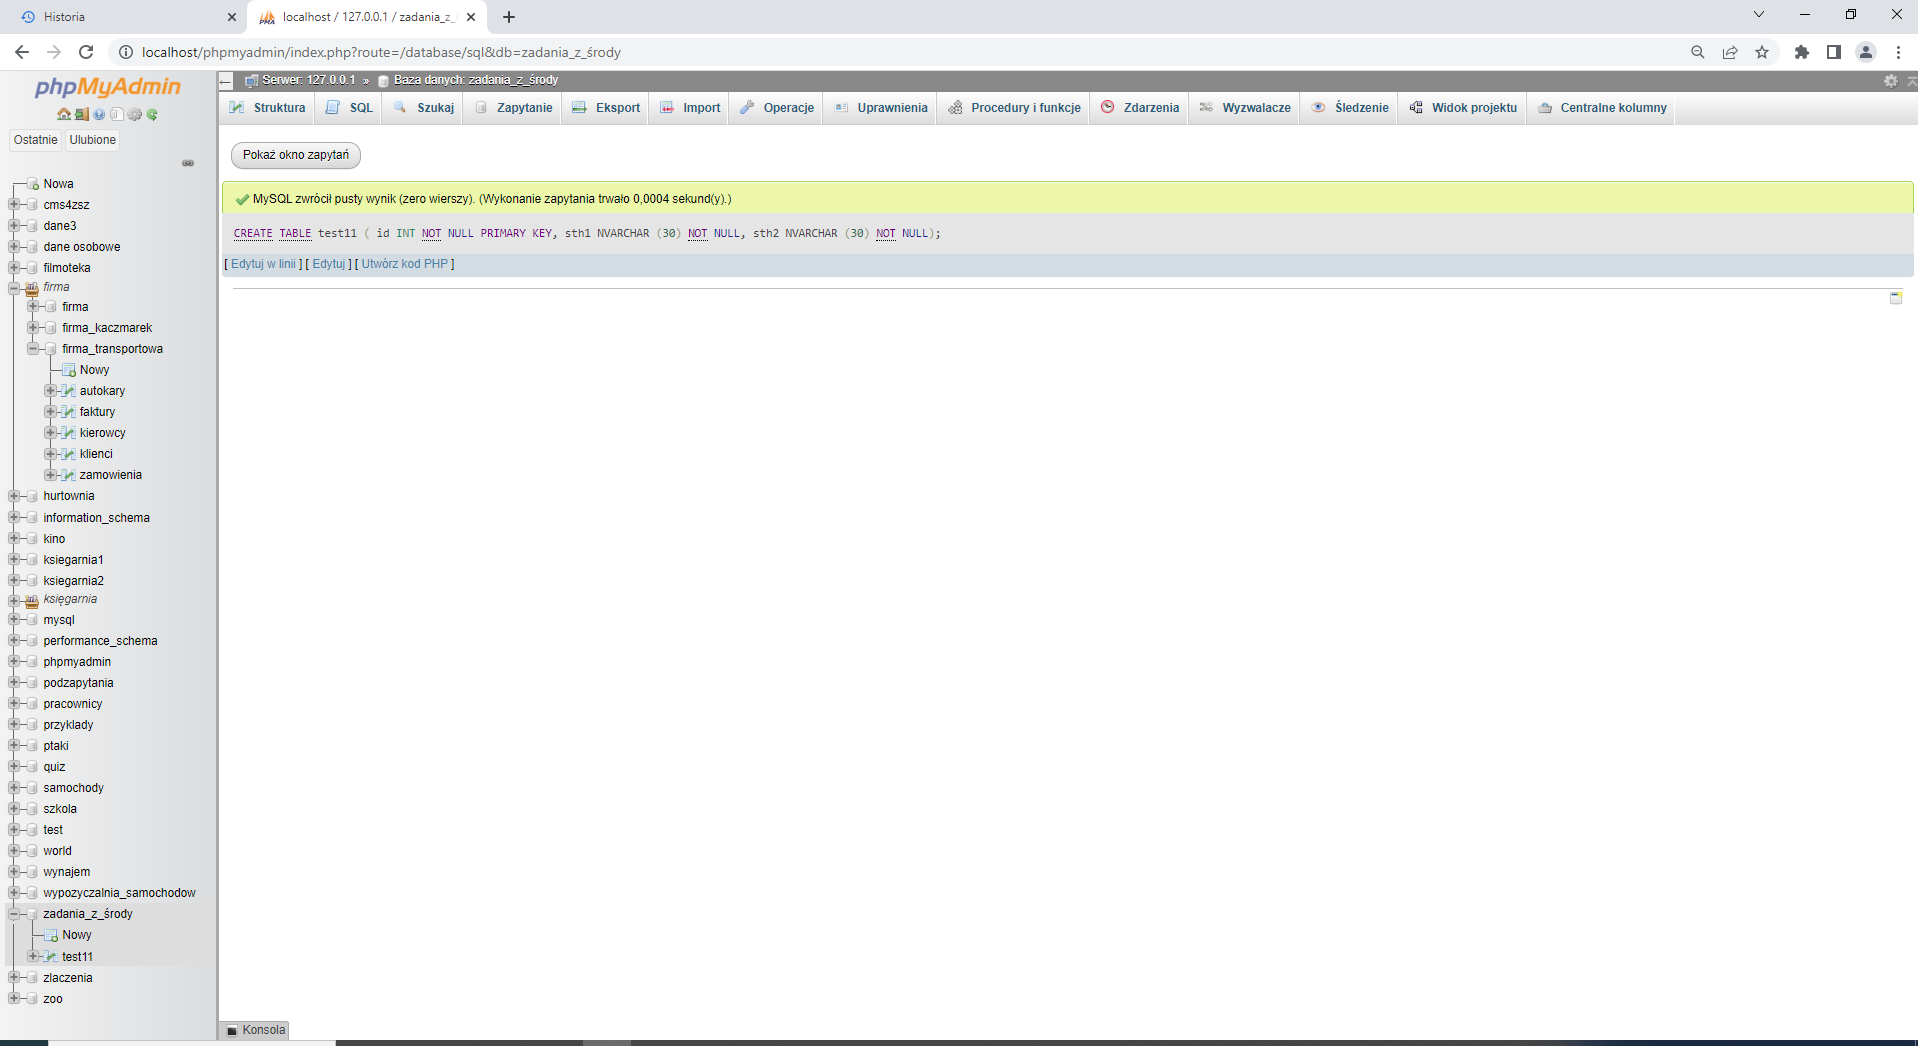 Historia
localhost / 127.0.0.1 / zadania_z_ś
localhost/phpmyadmin/index.php?route=/database/sql&db=zadania_z_środy
phpMyAdmin
Ostatnie Ulubione
Nowa
cms4zsz
dane3
dane osobowe
filmoteka
firma
firma
firma_kaczmarek
firma_transportowa
Nowy
autokary
faktury
kierowcy
klienci
zamowienia
hurtownia
information_schema
kino
ksiegarnia1
ksiegarnia2
księgarnia
mysql
performance_schema
phpmyadmin
podzapytania
pracownicy
przyklady
ptaki
quiz
samochody
szkola
test
world
wynajem
wypozyczalnia_samochodow
zadania_z_środy
Nowy
test11
zlaczenia
zoo
Serwer: 127.0.0.1 » Baza danych: zadania_z_środy
Struktura SQL Szukaj Zapytanie Eksport Import Operacje Uprawnienia Procedury i funkcje Zdarzenia Wyzwalacze Śledzenie Widok projektu Centralne kolumny
Pokaż okno zapytań
MySQL zwrócił pusty wynik (zero wierszy). (Wykonanie zapytania trwało 0,0004 sekund(y).)
CREATE TABLE test11 ( id INT NOT NULL PRIMARY KEY, sth1 NVARCHAR (30) NOT NULL, sth2 NVARCHAR (30) NOT NULL);
[ Edytuj w linii ] [ Edytuj ] [ Utwórz kod PHP ]
Konsola